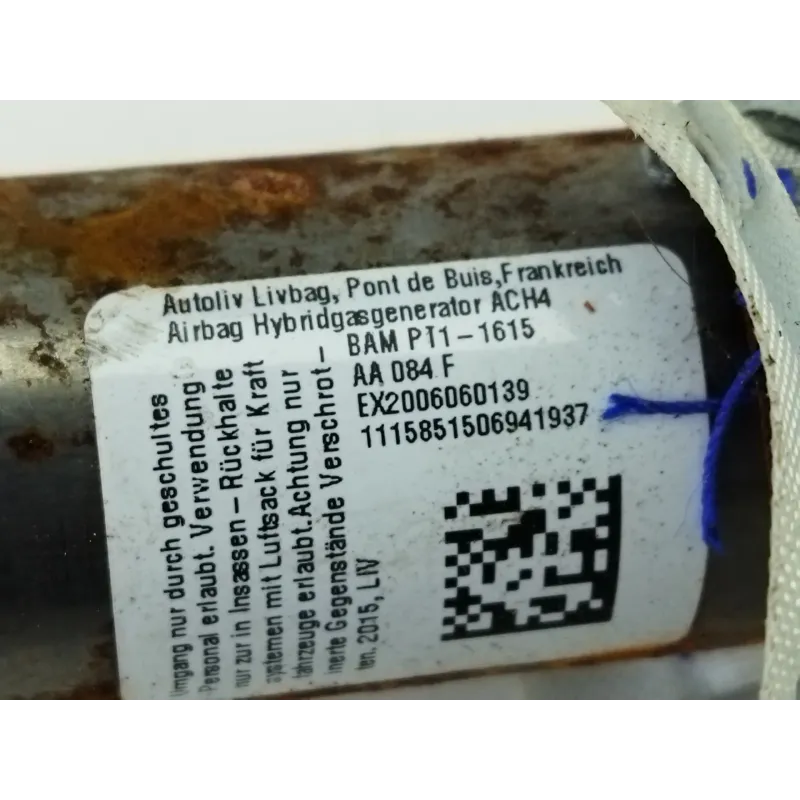 Autoliv Livbag, Pont de Buis,Frankreich
Airbag Hybridgasgenerator ACH4
BAM PT1-1615
AA 084 F
EX2006060139
1115851506941937
Umgang nur durch geschultes
Personal erlaubt. Verwendung
nur zur in Insassen-Rückhalte
systemen mit Luftsack für Kraft
fahrzeuge erlaubt.Achtung nur
inerte Gegenstände Verschrot-
ten. 2015, LIV